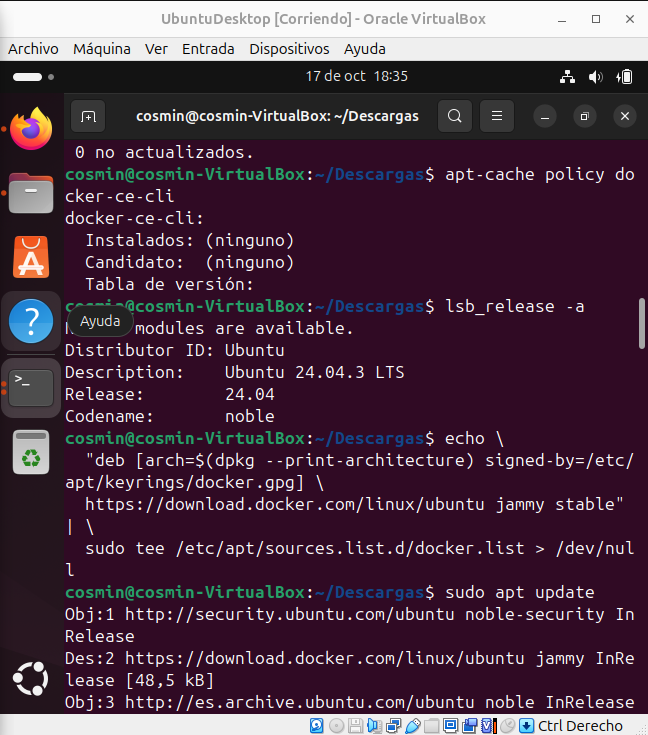 UbuntuDesktop [Corriendo] - Oracle VirtualBox
Archivo Máquina Ver Entrada Dispositivos Ayuda
17 de oct 18:35
cosmin@cosmin-VirtualBox: ~/Descargas
0 no actualizados.
cosmin@cosmin-VirtualBox:~/Descargas$ apt-cache policy do
cker-ce-cli
docker-ce-cli:
  Instalados: (ninguno)
  Candidato:  (ninguno)
  Tabla de versión:
cosmin@cosmin-VirtualBox:~/Descargas$ lsb_release -a
Ayuda
modules are available.
Distributor ID: Ubuntu
Description:    Ubuntu 24.04.3 LTS
Release:        24.04
Codename:       noble
cosmin@cosmin-VirtualBox:~/Descargas$ echo \
  "deb [arch=$(dpkg --print-architecture) signed-by=/etc/
apt/keyrings/docker.gpg] \
  https://download.docker.com/linux/ubuntu jammy stable"
| \
  sudo tee /etc/apt/sources.list.d/docker.list > /dev/nul
l
cosmin@cosmin-VirtualBox:~/Descargas$ sudo apt update
Obj:1 http://security.ubuntu.com/ubuntu noble-security In
Release
Des:2 https://download.docker.com/linux/ubuntu jammy InRe
lease [48,5 kB]
Obj:3 http://es.archive.ubuntu.com/ubuntu noble InRelease
Ctrl Derecho